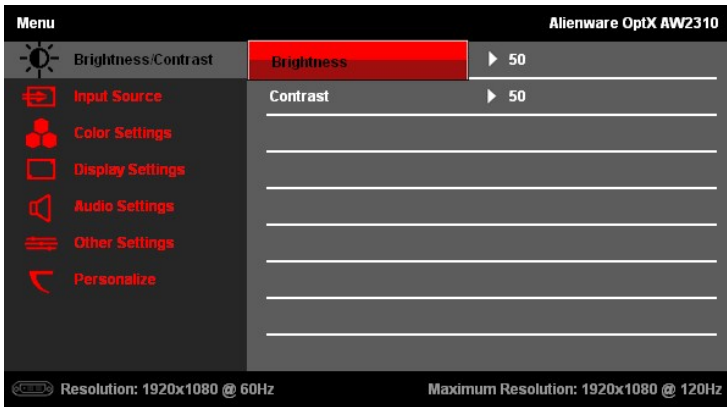 Menu Alienware OptX AW2310
Brightness/Contrast Brightness 50
Input Source Contrast 50
Color Settings
Display Settings
Audio Settings
Other Settings
Personalize
Resolution: 1920x1080 @ 60Hz Maximum Resolution: 1920x1080 @ 120Hz